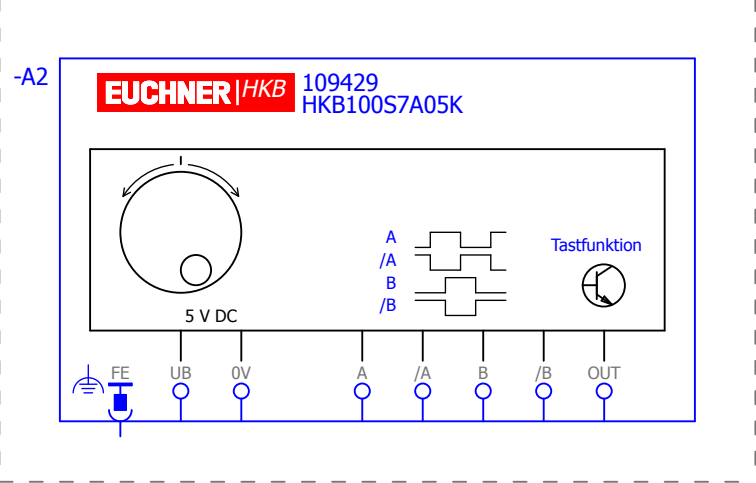 -A2
EUCHNER|HKB
109429
HKB100S7A05K
A
/A
B
/B
Tastfunktion
5 V DC
FE UB 0V A /A B /B OUT